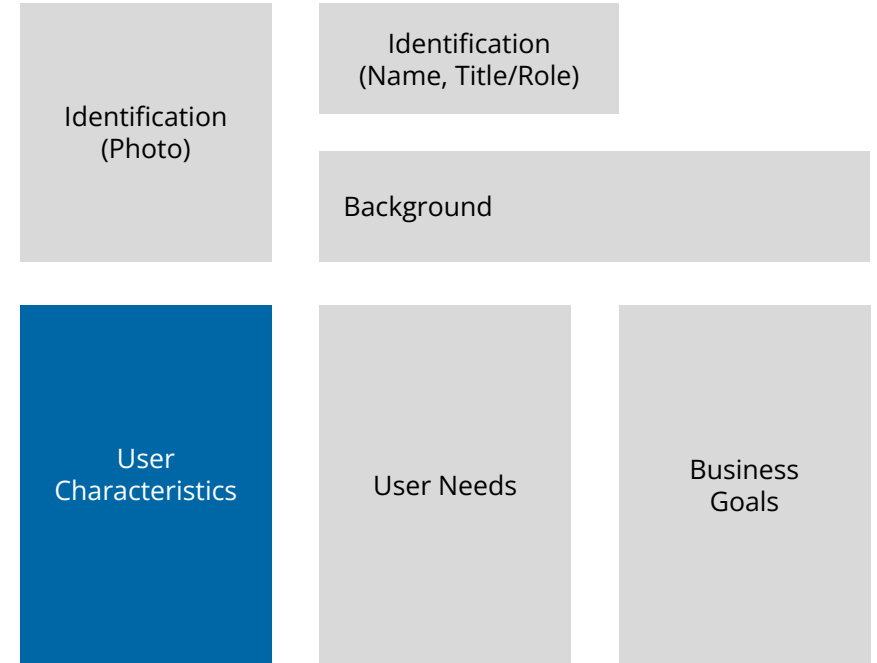 Identification
(Photo)
Identification
(Name, Title/Role)
Background
User
Characteristics
User Needs
Business
Goals